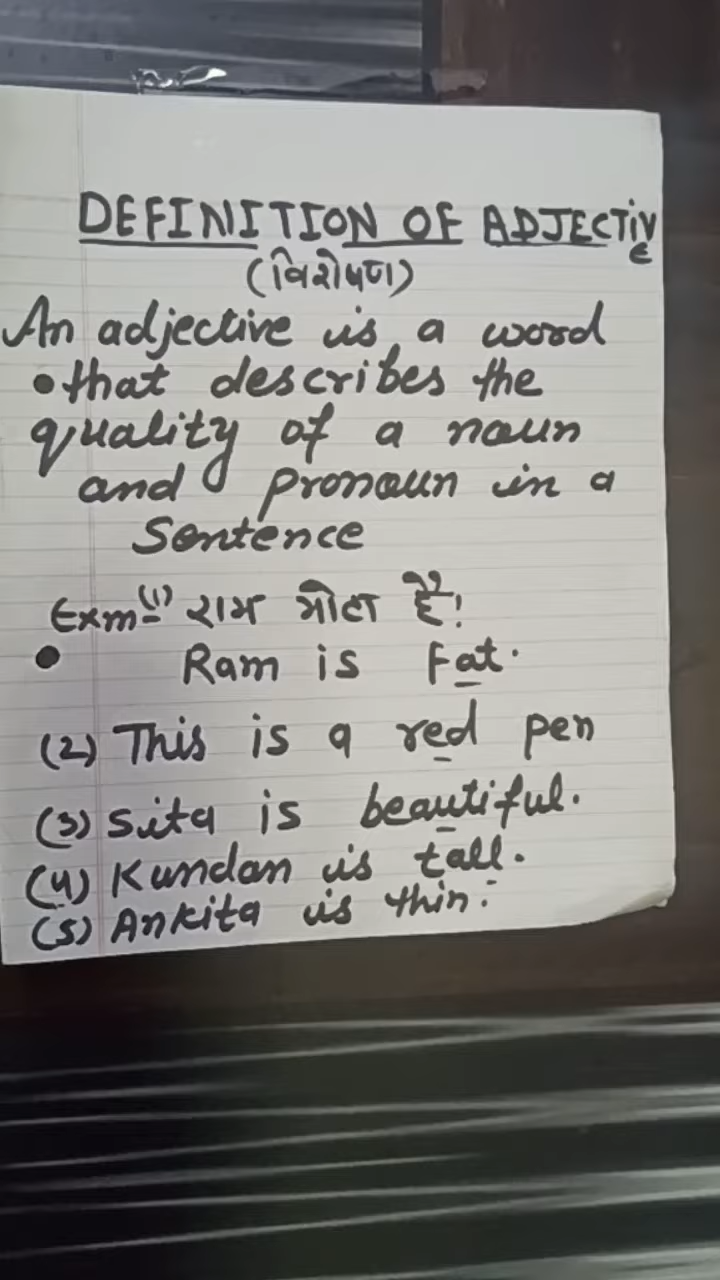 DEFINITION OF ADJECTIVE
(विशेषण)
An adjective is a word
•that describes the
quality of a noun
and pronoun in a
Sentence
Exm-(1) राम मोटा है!
• Ram is Fat.
(2) This is a red pen
(3) Sita is beautiful.
(4) Kundan is tall.
(5) Ankita is thin.